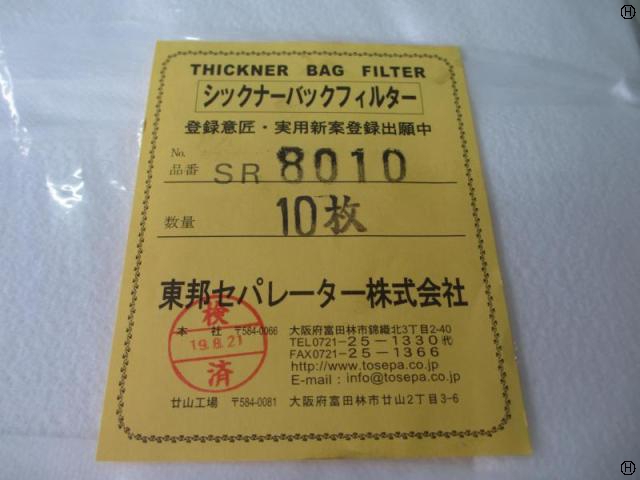 THICKNER BAG FILTER
シックナーバックフィルター
登録意匠・実用新案登録出願中
No.
品番 SR 8010
数量 10枚
東邦セパレーター株式会社
検
19.8.21
済
本社 〒584-0066 大阪府富田林市錦織北3丁目2-40
TEL0721-25-1330(代)
FAX0721-25-1366
http://www.tosepa.co.jp
E-mail : info@tosepa.co.jp
廿山工場 〒584-0081 大阪府富田林市廿山2丁目3-6
H
H